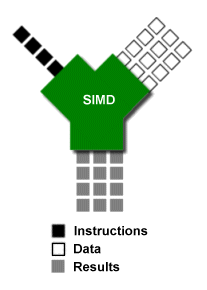 SIMD
Instructions
Data
Results